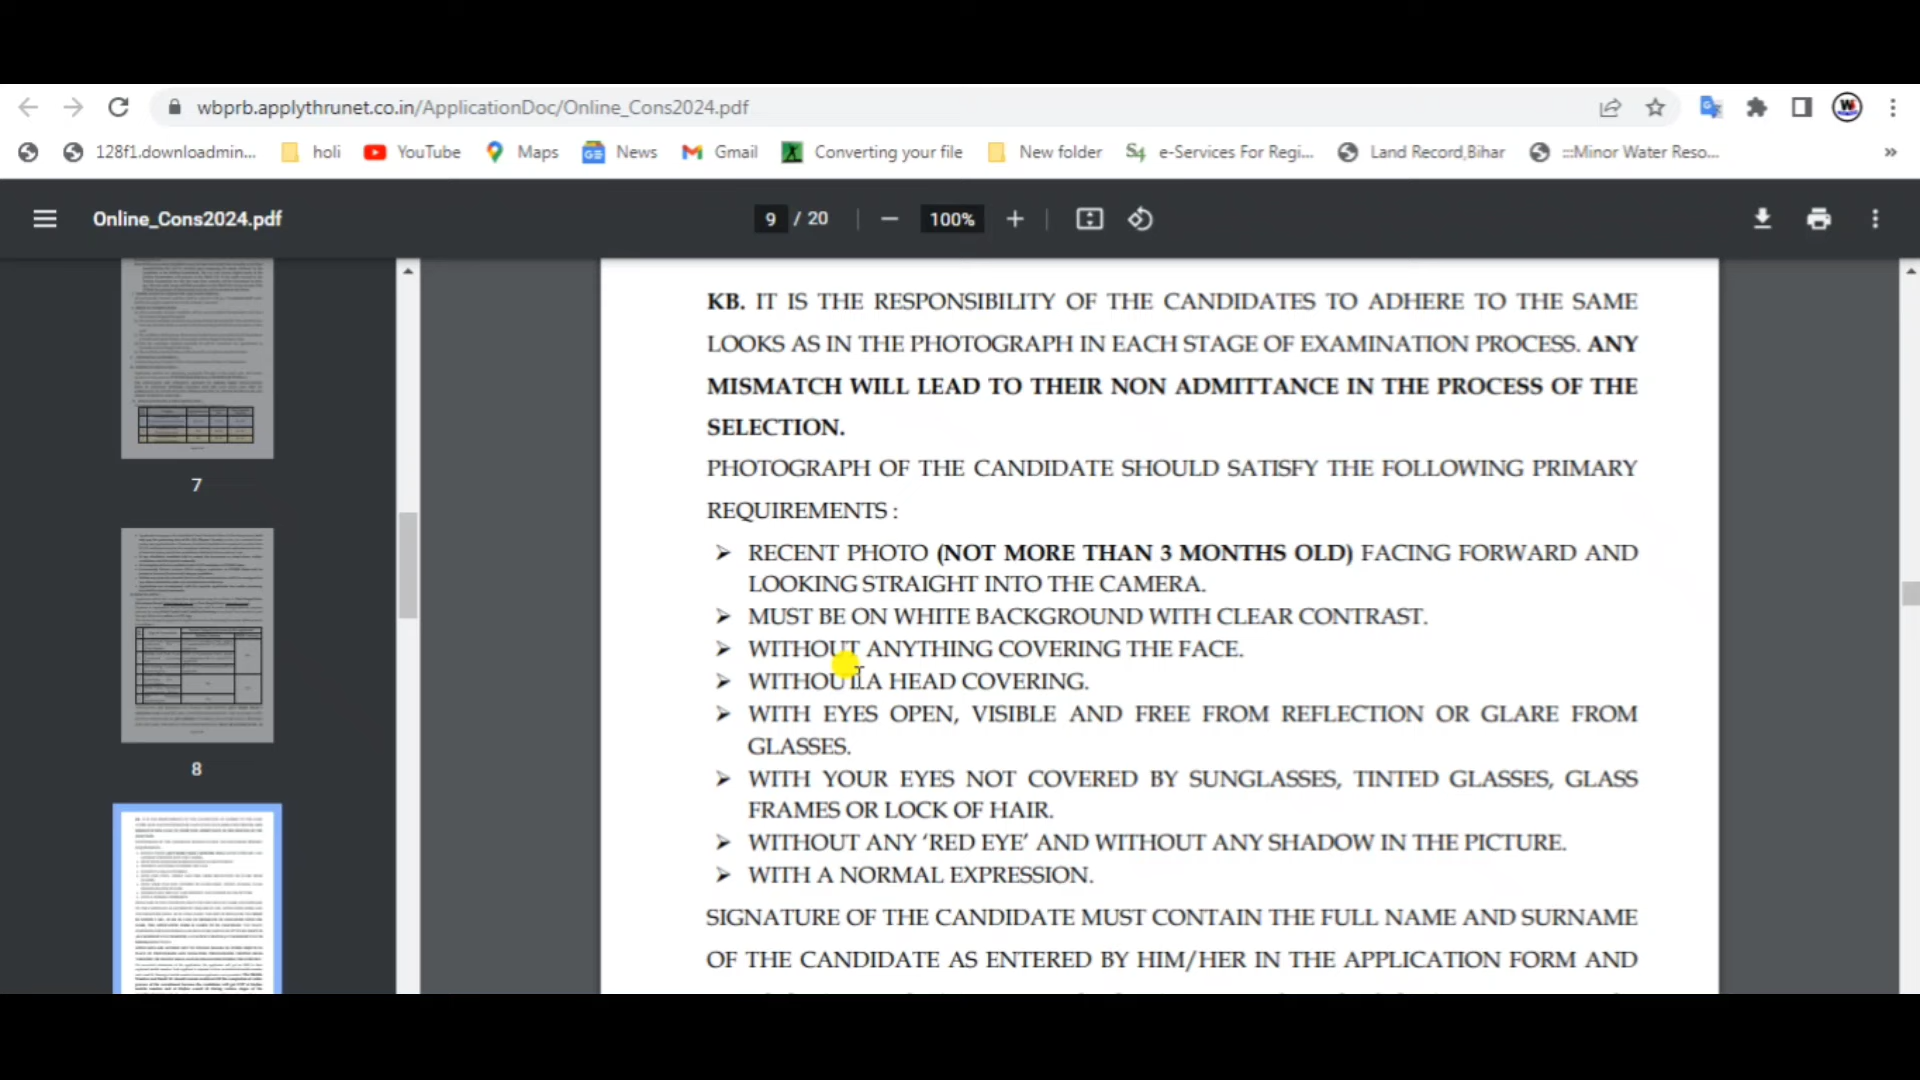 wbprb.applythrunet.co.in/ApplicationDoc/Online_Cons2024.pdf
128f1.downloadmin... holi YouTube Maps News Gmail Converting your file New folder e-Services For Regi... Land Record,Bihar :::Minor Water Reso... »
Online_Cons2024.pdf 9 / 20 100%
7
8
KB. IT IS THE RESPONSIBILITY OF THE CANDIDATES TO ADHERE TO THE SAME
LOOKS AS IN THE PHOTOGRAPH IN EACH STAGE OF EXAMINATION PROCESS. ANY
MISMATCH WILL LEAD TO THEIR NON ADMITTANCE IN THE PROCESS OF THE
SELECTION.
PHOTOGRAPH OF THE CANDIDATE SHOULD SATISFY THE FOLLOWING PRIMARY
REQUIREMENTS :
➢ RECENT PHOTO (NOT MORE THAN 3 MONTHS OLD) FACING FORWARD AND
LOOKING STRAIGHT INTO THE CAMERA.
➢ MUST BE ON WHITE BACKGROUND WITH CLEAR CONTRAST.
➢ WITHOUT ANYTHING COVERING THE FACE.
➢ WITHOUT A HEAD COVERING.
➢ WITH EYES OPEN, VISIBLE AND FREE FROM REFLECTION OR GLARE FROM
GLASSES.
➢ WITH YOUR EYES NOT COVERED BY SUNGLASSES, TINTED GLASSES, GLASS
FRAMES OR LOCK OF HAIR.
➢ WITHOUT ANY ‘RED EYE’ AND WITHOUT ANY SHADOW IN THE PICTURE.
➢ WITH A NORMAL EXPRESSION.
SIGNATURE OF THE CANDIDATE MUST CONTAIN THE FULL NAME AND SURNAME
OF THE CANDIDATE AS ENTERED BY HIM/HER IN THE APPLICATION FORM AND